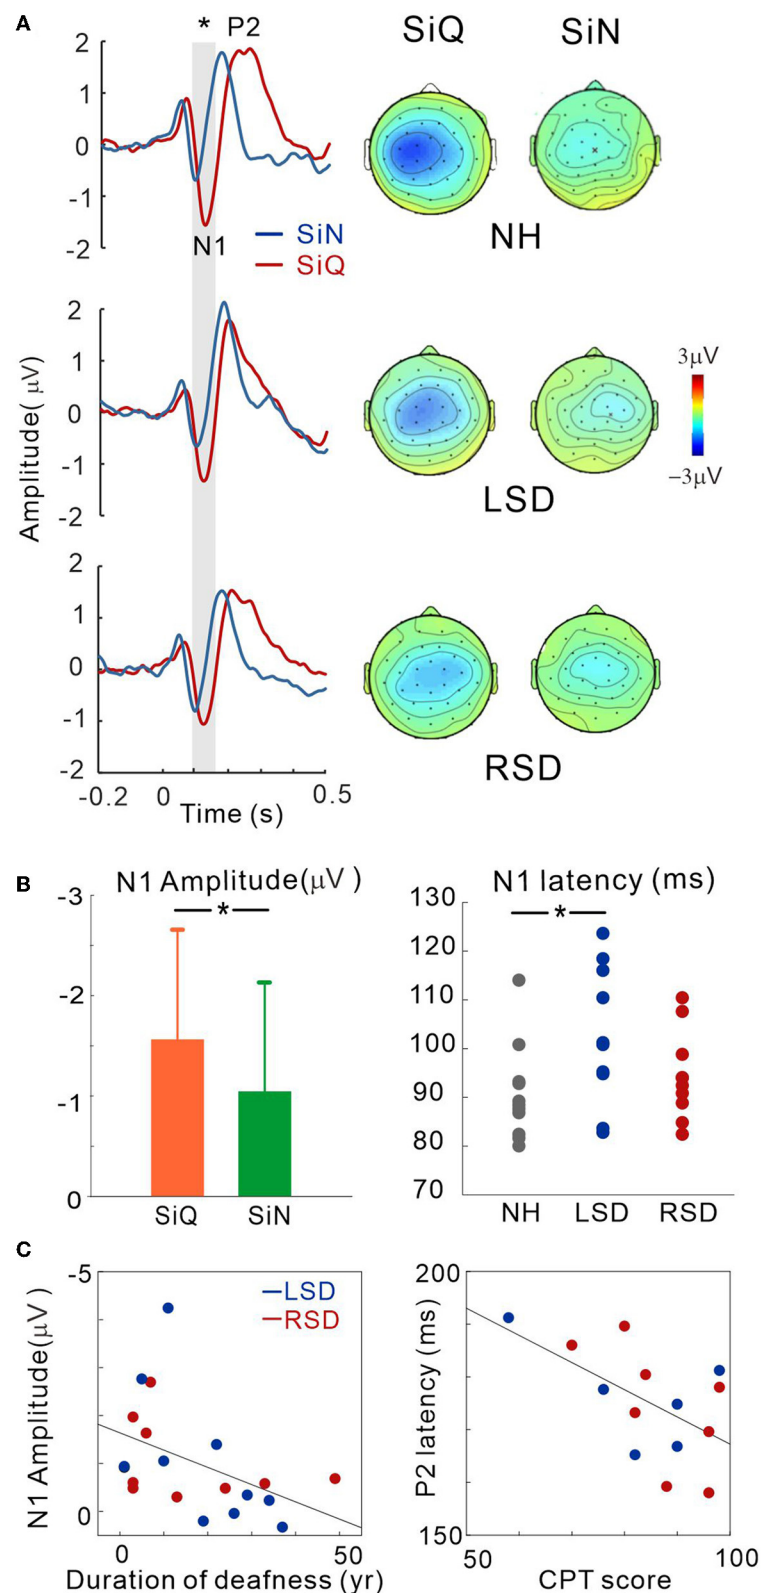 A
* P2
SiQ
SiN
2
1
0
-1
-2
N1
SiN
SiQ
NH
Amplitude( μV)
2
1
0
-1
-2
3μV
−3μV
LSD
2
1
0
-1
-2
RSD
-0.2
0
0.5
Time (s)
B
N1 Amplitude(μV )
-3
-2
-1
0
*
SiQ
SiN
N1 latency (ms)
130
120
110
100
90
80
70
*
NH
LSD
RSD
C
N1 Amplitude(μV )
-5
0
LSD
RSD
0
50
Duration of deafness (yr)
P2 latency (ms)
200
150
50
100
CPT score